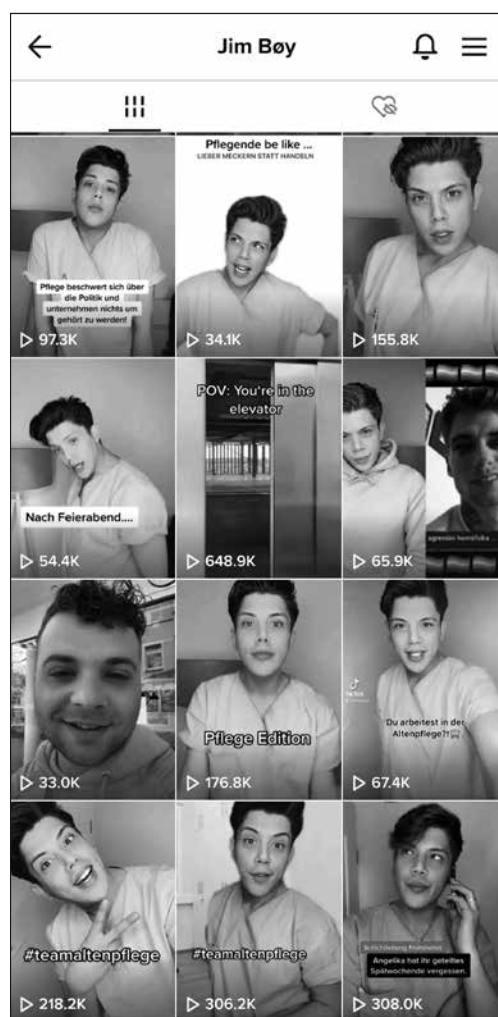 Jim Bøy
Pflegende be like ...
LIEBER MECKERN STATT HANDELN
Pflege beschwert sich über
die Politik und
unternehmen nichts um
gehört zu werden!
97.3K
34.1K
155.8K
Nach Feierabend....
54.4K
POV: You're in the
elevator
648.9K
65.9K
33.0K
Pflege Edition
176.8K
TikTok
Du arbeitest in der
Altenpflege?!
67.4K
#teamaltenpflege
218.2K
#teamaltenpflege
306.2K
Angelika hat ihr geteiltes
Spätwochende vergessen.
308.0K